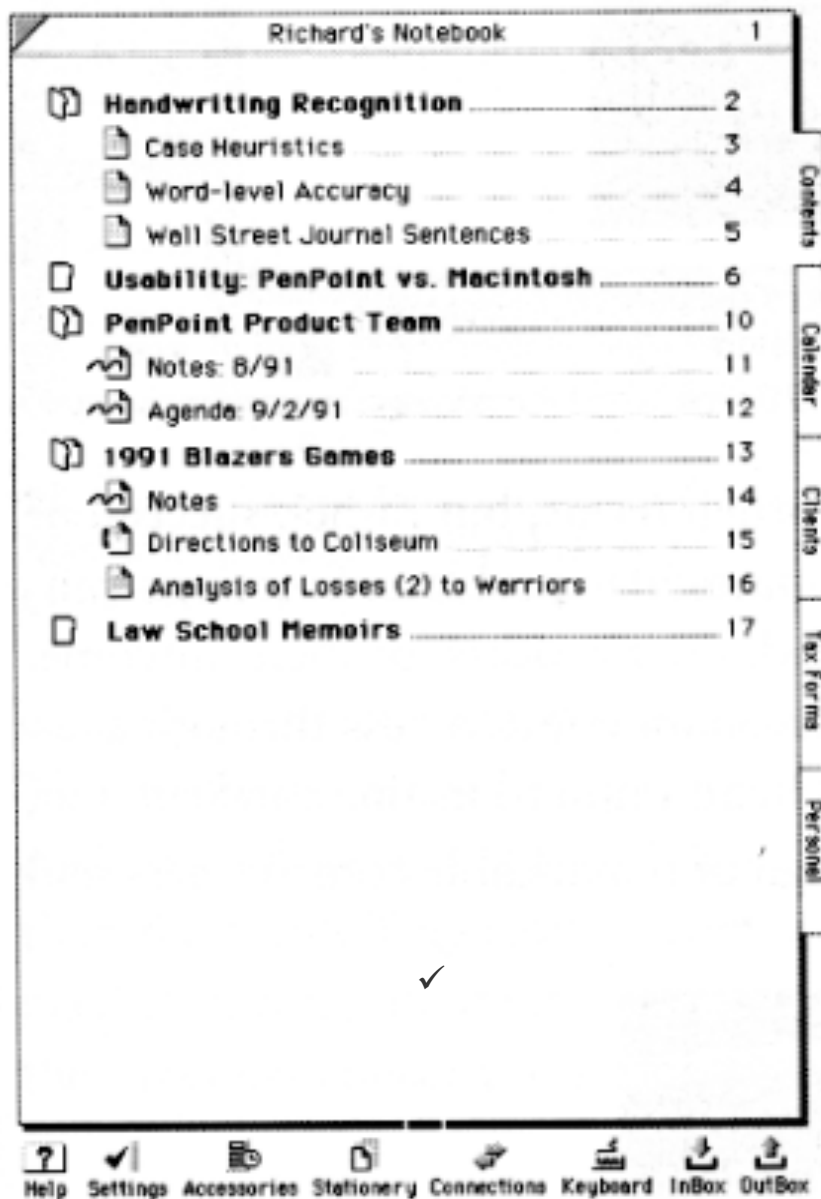 Richard's Notebook 1
Handwriting Recognition 2
Case Heuristics 3
Word-level Accuracy 4
Wall Street Journal Sentences 5
Usability: PenPoint vs. Macintosh 6
PenPoint Product Team 10
Notes: 8/91 11
Agenda: 9/2/91 12
1991 Blazers Games 13
Notes 14
Directions to Coliseum 15
Analysis of Losses (2) to Warriors 16
Law School Memoirs 17
Contents
Calendar
Clients
Tax Forms
Personal
Help Settings Accessories Stationery Connections Keyboard InBox OutBox